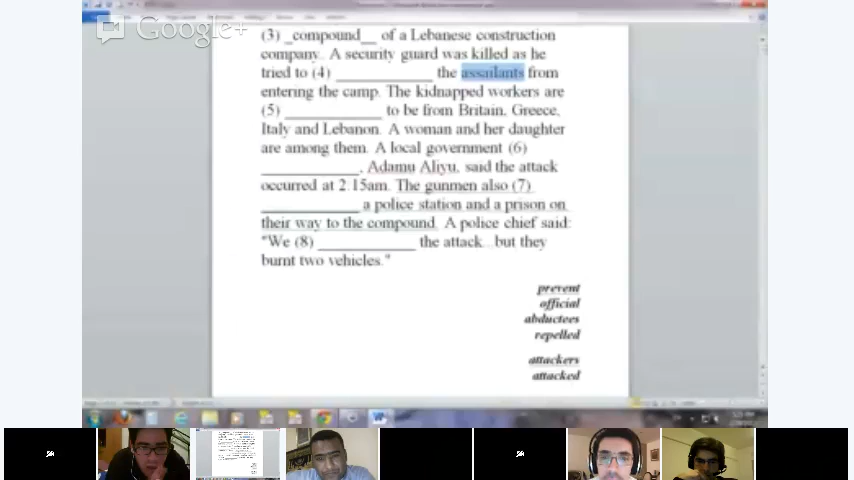 Google+
(3) _compound__ of a Lebanese construction
company. A security guard was killed as he
tried to (4) ____________ the assailants from
entering the camp. The kidnapped workers are
(5) ____________ to be from Britain, Greece,
Italy and Lebanon. A woman and her daughter
are among them. A local government (6)
____________, Adamu Aliyu, said the attack
occurred at 2.15am. The gunmen also (7)
____________ a police station and a prison on
their way to the compound. A police chief said:
"We (8) ____________ the attack...but they
burnt two vehicles."
prevent
official
abductees
repelled
attackers
attacked